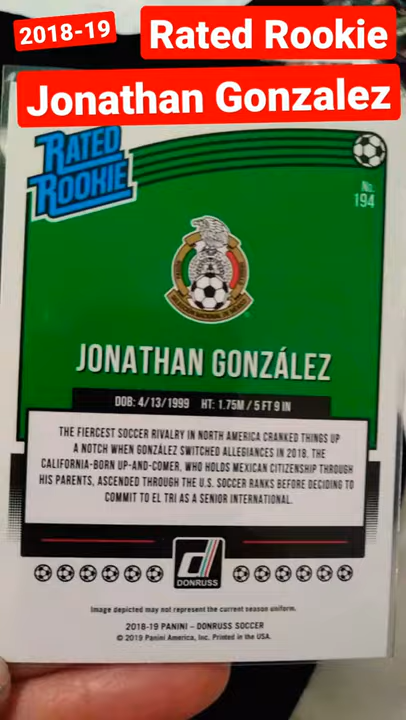 2018-19 Rated Rookie
Jonathan Gonzalez
RATED
ROOKIE
No.
194
SELECCION NACIONAL DE MEXICO
JONATHAN GONZÁLEZ
DOB: 4/13/1999 HT: 1.75M / 5 FT 9 IN
THE FIERCEST SOCCER RIVALRY IN NORTH AMERICA CRANKED THINGS UP
A NOTCH WHEN GONZÁLEZ SWITCHED ALLEGIANCES IN 2018. THE
CALIFORNIA-BORN UP-AND-COMER, WHO HOLDS MEXICAN CITIZENSHIP THROUGH
HIS PARENTS, ASCENDED THROUGH THE U.S. SOCCER RANKS BEFORE DECIDING TO
COMMIT TO EL TRI AS A SENIOR INTERNATIONAL.
d
DONRUSS
Image depicted may not represent the current season uniform.
2018-19 PANINI – DONRUSS SOCCER
© 2019 Panini America, Inc. Printed in the USA.